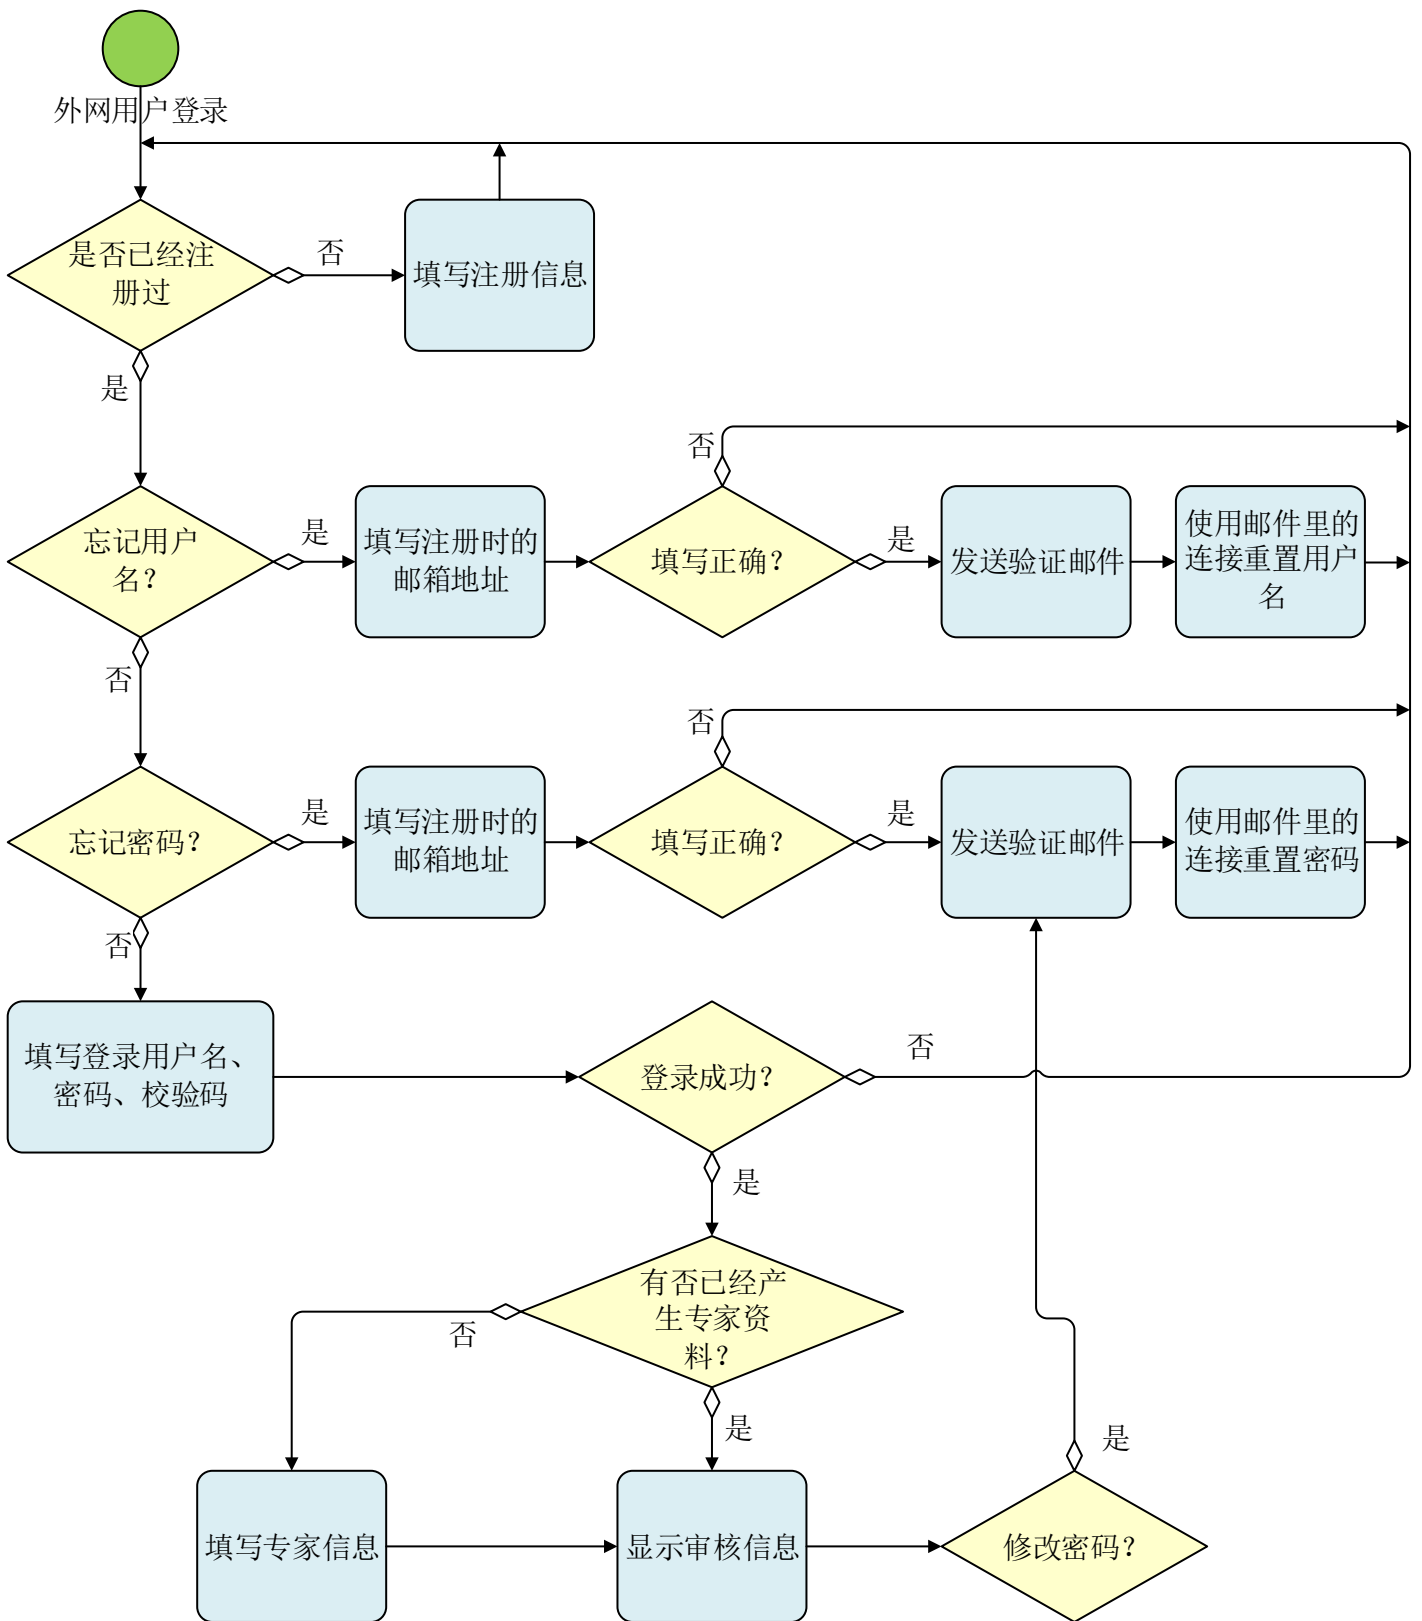 外网用户登录
是否已经注
册过
否
填写注册信息
是
忘记用户
名？
是
填写注册时的
邮箱地址
否
填写正确？
是
发送验证邮件
使用邮件里的
连接重置用户
名
否
忘记密码？
是
填写注册时的
邮箱地址
否
填写正确？
是
发送验证邮件
使用邮件里的
连接重置密码
否
填写登录用户名、
密码、校验码
登录成功？
否
是
有否已经产
生专家资
料？
否
是
填写专家信息
显示审核信息
修改密码？
是